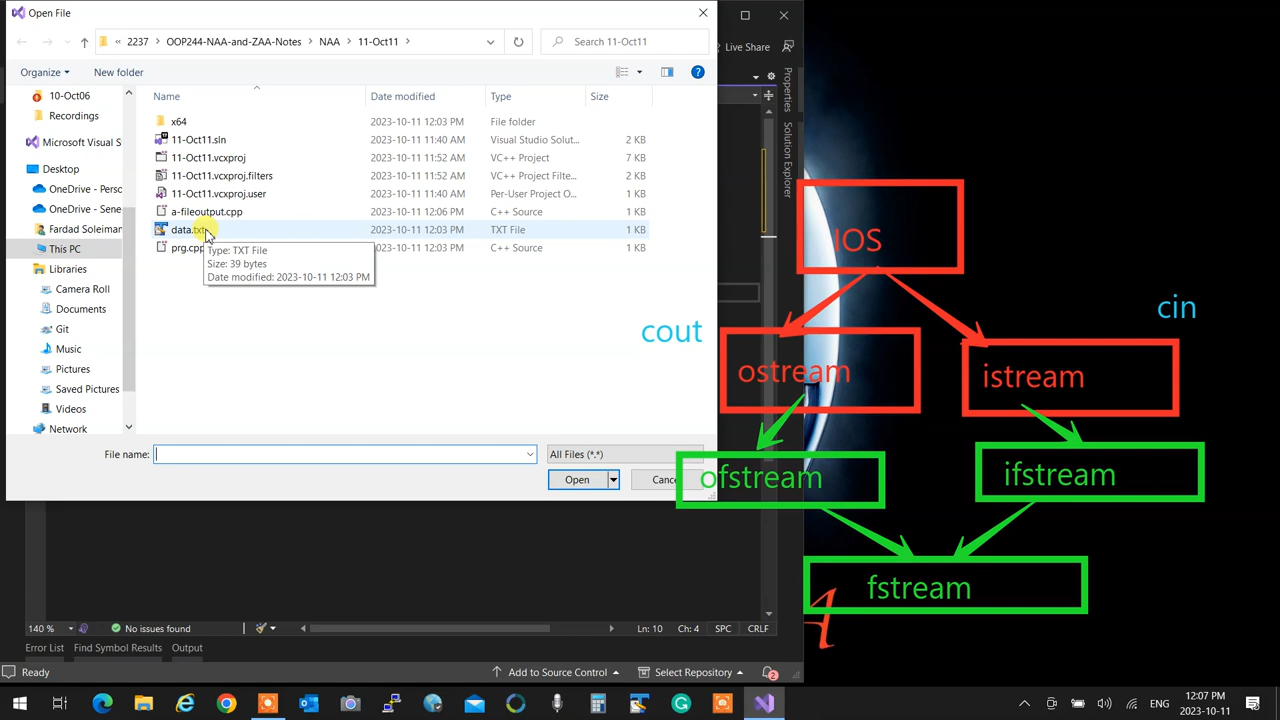 Open File
2237 > OOP244-NAA-and-ZAA-Notes > NAA > 11-Oct11 >
Search 11-Oct11
Organize
New folder
10-Oct06
Recordings
Microsoft Visual S
Desktop
OneDrive - Perso
OneDrive - Sene
Fardad Soleiman
This PC
Libraries
Camera Roll
Documents
Git
Music
Pictures
Saved Pictures
Videos
Network
Name Date modified Type Size
x64 2023-10-11 12:03 PM File folder
11-Oct11.sln 2023-10-11 11:40 AM Visual Studio Solut... 2 KB
11-Oct11.vcxproj 2023-10-11 11:52 AM VC++ Project 7 KB
11-Oct11.vcxproj.filters 2023-10-11 11:52 AM VC++ Project Filte... 2 KB
11-Oct11.vcxproj.user 2023-10-11 11:40 AM Per-User Project O... 1 KB
a-fileoutput.cpp 2023-10-11 12:06 PM C++ Source 1 KB
data.txt 2023-10-11 12:03 PM TXT File 1 KB
prg.cpp 2023-10-11 12:03 PM C++ Source 1 KB
Type: TXT File
Size: 39 bytes
Date modified: 2023-10-11 12:03 PM
File name:
All Files (*.*)
Open
Cance
Live Share
Properties
Solution Explorer
IOS
cout
cin
ostream
istream
ofstream
ifstream
fstream
A
140 %
No issues found
Ln: 10 Ch: 4 SPC CRLF
Error List Find Symbol Results Output
Ready
Add to Source Control
Select Repository
2
ENG
12:07 PM
2023-10-11